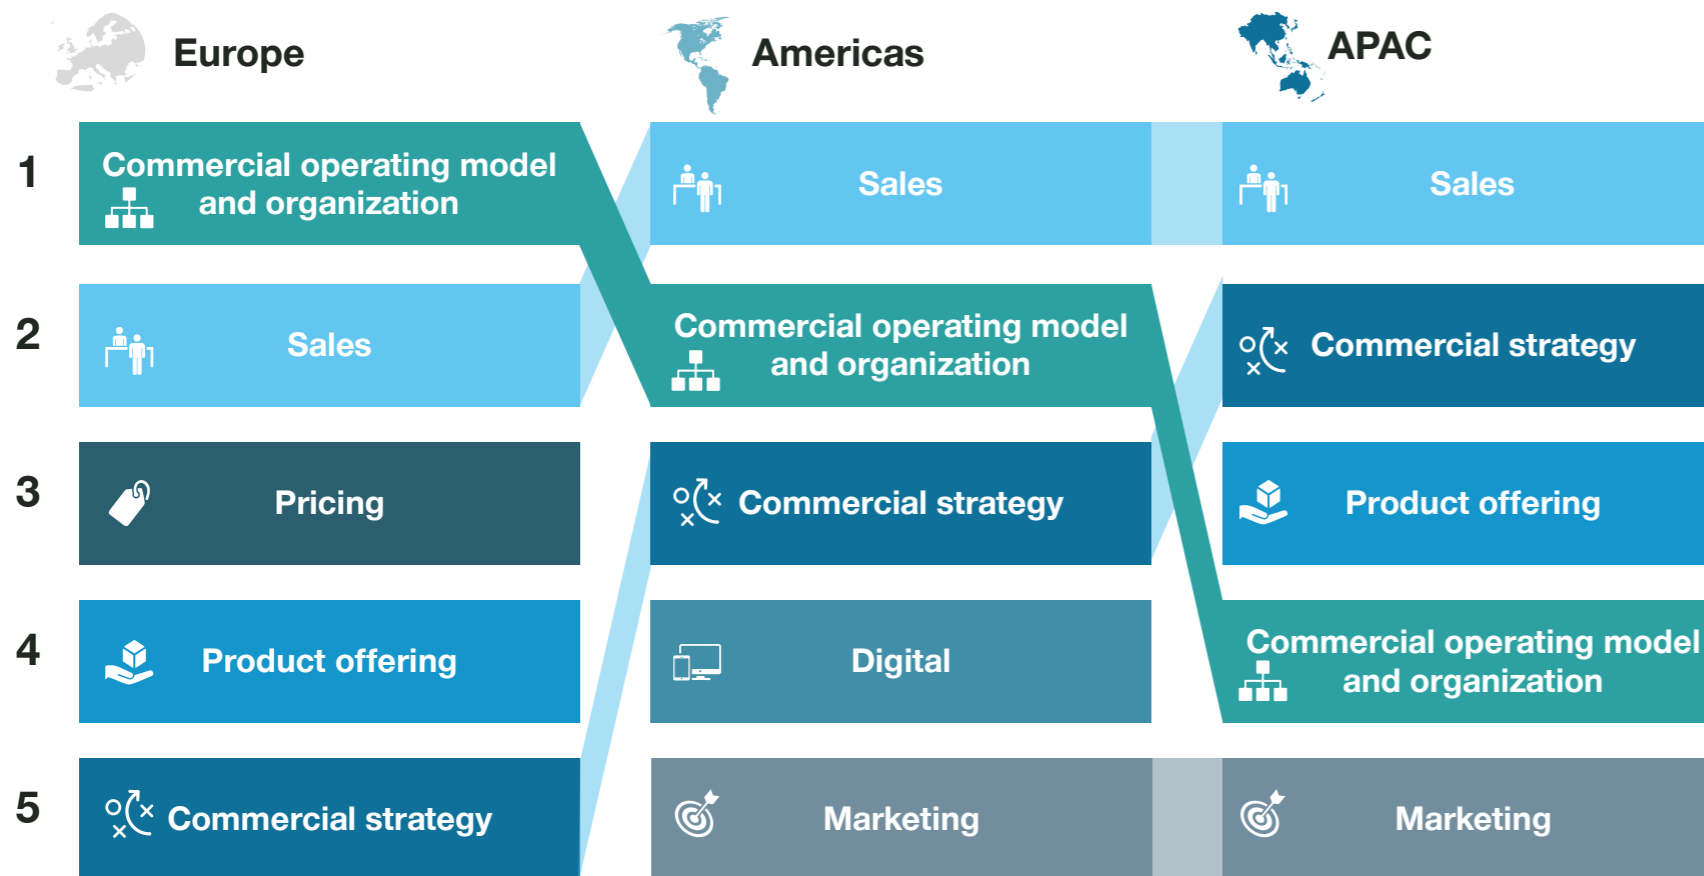 Europe
Americas
APAC
1
Commercial operating model
and organization
Sales
Sales
2
Sales
Commercial operating model
and organization
Commercial strategy
3
Pricing
Commercial strategy
Product offering
4
Product offering
Digital
Commercial operating model
and organization
5
Commercial strategy
Marketing
Marketing